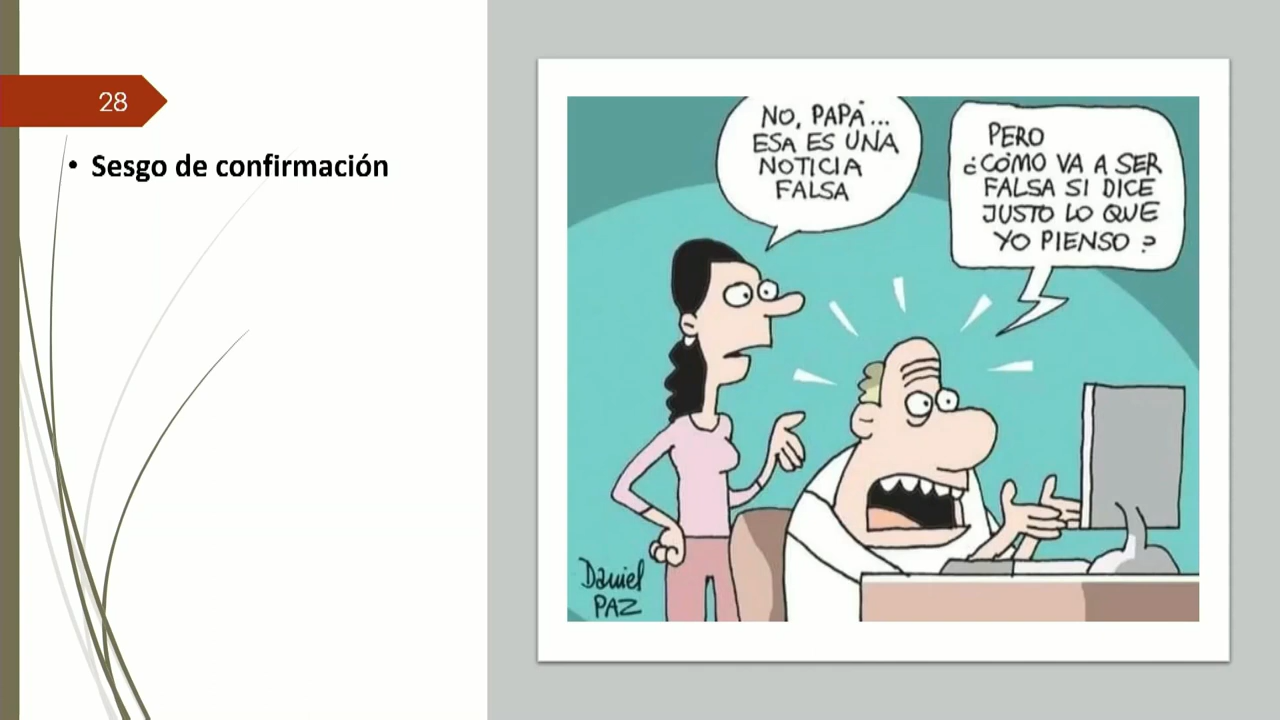 28
• Sesgo de confirmación
NO, PAPÁ...
ESA ES UNA
NOTICIA
FALSA
PERO
¿CÓMO VA A SER
FALSA SI DICE
JUSTO LO QUE
YO PIENSO?
Daniel
PAZ